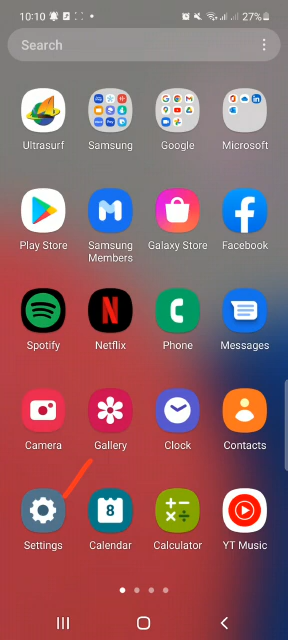 10:10
27%
Search
Ultrasurf
Samsung
Google
Microsoft
Play Store
Samsung
Members
Galaxy Store
Facebook
Spotify
Netflix
Phone
Messages
Camera
Gallery
Clock
Contacts
8
Settings
Calendar
Calculator
YT Music